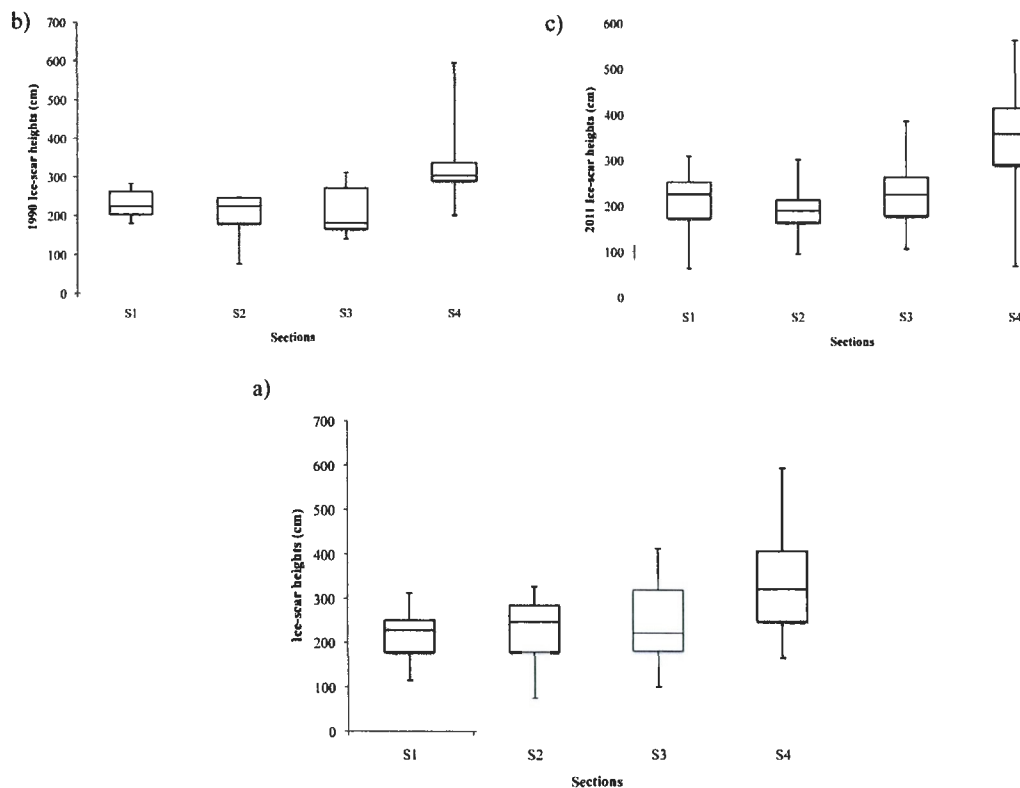 b)
700
600
500
400
300
200
100
0
1990 Ice-scar heights (cm)
S1 S2 S3 S4
Sections
c)
600
500
400
300
200
100
0
2011 Ice-scar heights (cm)
S1 S2 S3 S4
Sections
a)
700
600
500
400
300
200
100
0
Ice-scar heights (cm)
S1 S2 S3 S4
Sections